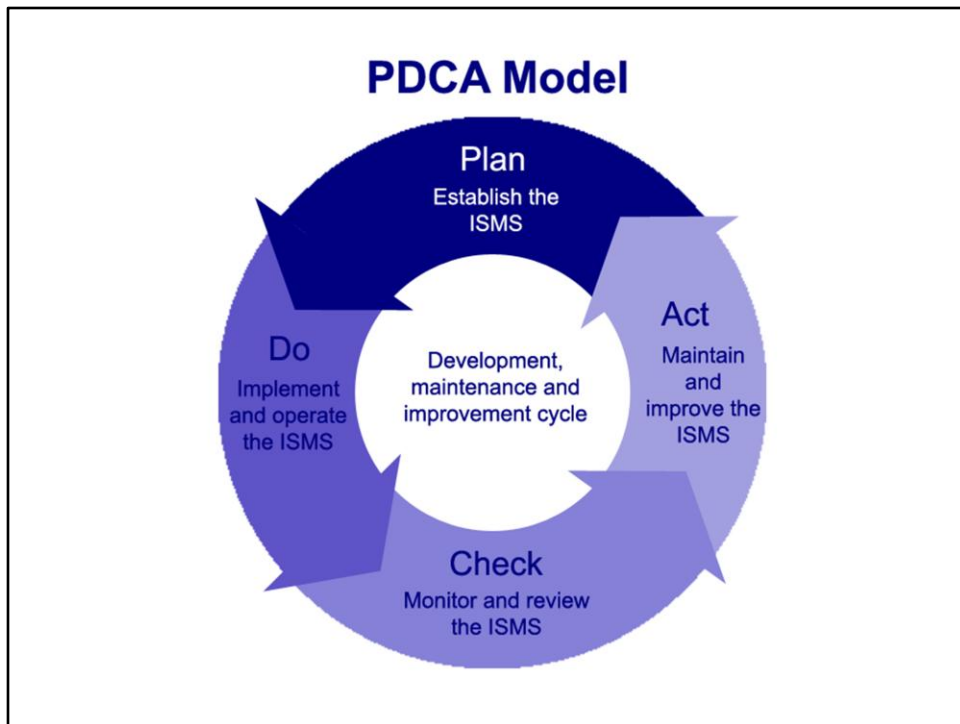 PDCA Model
Plan
Establish the
ISMS
Do
Implement
and operate
the ISMS
Check
Monitor and review
the ISMS
Act
Maintain
and
improve the
ISMS
Development,
maintenance and
improvement cycle